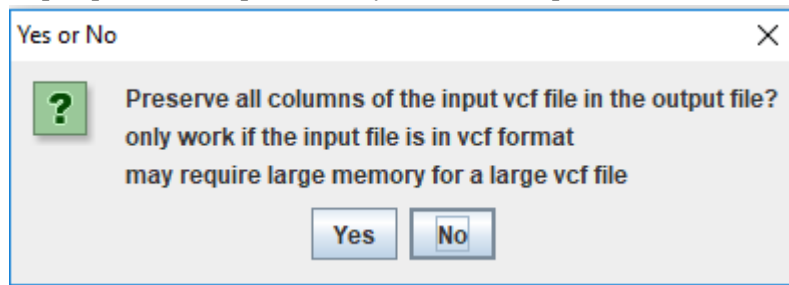 Yes or No
?
Preserve all columns of the input vcf file in the output file?
only work if the input file is in vcf format
may require large memory for a large vcf file
Yes No